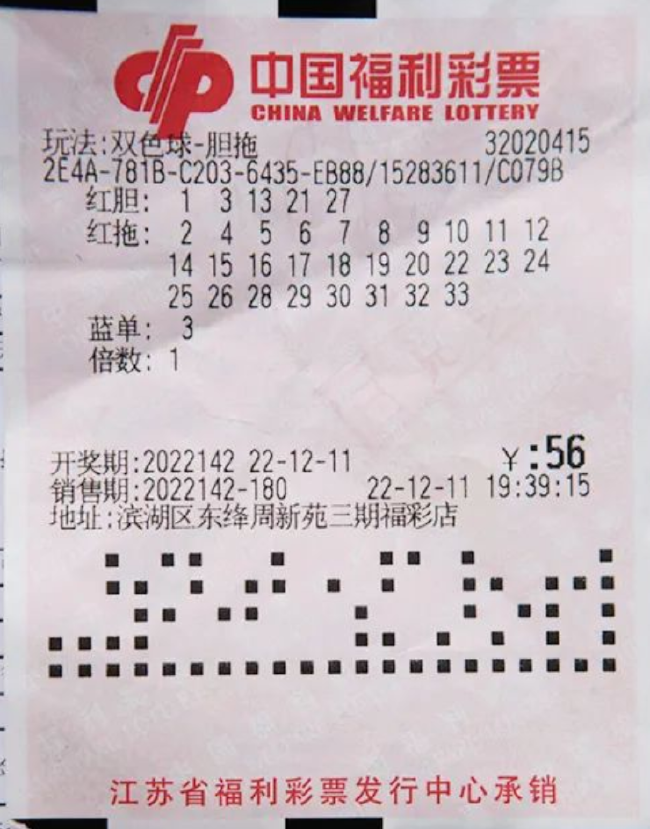 中国福利彩票
CHINA WELFARE LOTTERY
玩法:双色球-胆拖 32020415
2E4A-781B-C203-6435-EB88/15283611/C079B
红胆: 1 3 13 21 27
红拖: 2 4 5 6 7 8 9 10 11 12
14 15 16 17 18 19 20 22 23 24
25 26 28 29 30 31 32 33
蓝单: 3
倍数: 1
开奖期:2022142 22-12-11 ¥:56
销售期:2022142-180 22-12-11 19:39:15
地址:滨湖区东绛周新苑三期福彩店
江苏省福利彩票发行中心承销